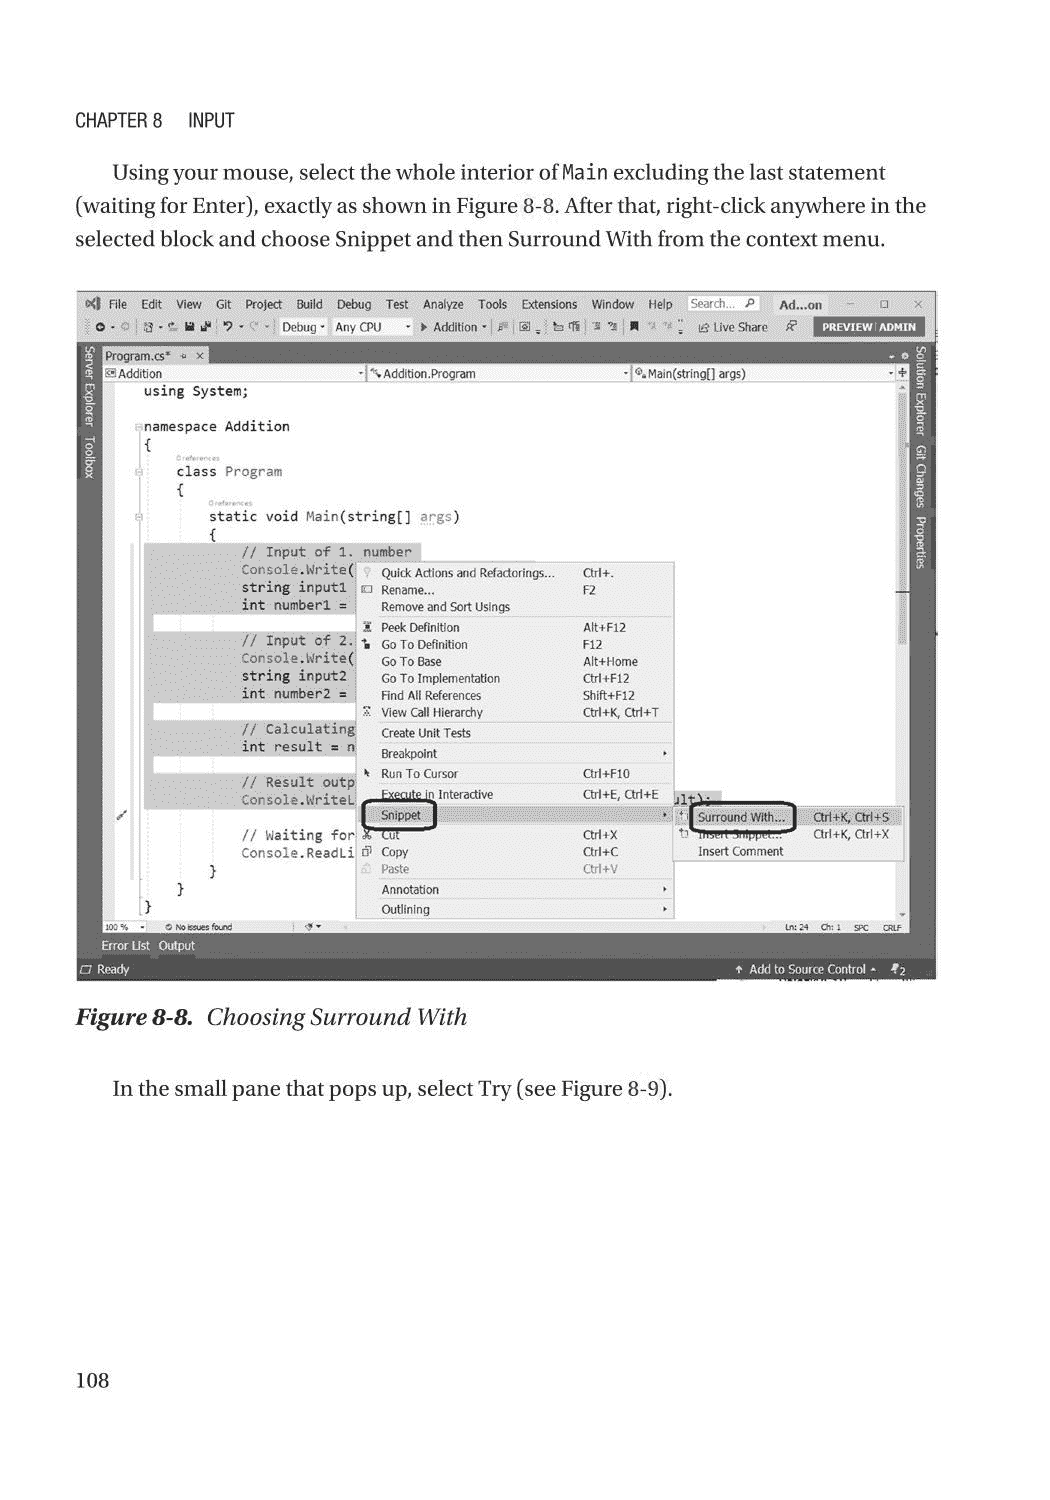 CHAPTER 8 INPUT
Using your mouse, select the whole interior of Main excluding the last statement
(waiting for Enter), exactly as shown in Figure 8-8. After that, right-click anywhere in the
selected block and choose Snippet and then Surround With from the context menu.
File Edit View Git Project Build Debug Test Analyze Tools Extensions Window Help Search... Ad...on
Debug Any CPU Addition Live Share PREVIEW ADMIN
Server Explorer Toolbox
Program.cs*
Addition Addition.Program Main(string[] args)
using System;
namespace Addition
{
0 references
class Program
{
0 references
static void Main(string[] args)
{
// Input of 1. number
Console.Write(
string input1
int number1 =
// Input of 2.
Console.Write(
string input2
int number2 =
// Calculating
int result = n
// Result outp
Console.WriteL ult);
// Waiting for
Console.ReadLi
}
}
}
Quick Actions and Refactorings... Ctrl+.
Rename... F2
Remove and Sort Usings
Peek Definition Alt+F12
Go To Definition F12
Go To Base Alt+Home
Go To Implementation Ctrl+F12
Find All References Shift+F12
View Call Hierarchy Ctrl+K, Ctrl+T
Create Unit Tests
Breakpoint
Run To Cursor Ctrl+F10
Execute in Interactive Ctrl+E, Ctrl+E
Snippet
Cut Ctrl+X
Copy Ctrl+C
Paste Ctrl+V
Annotation
Outlining
Surround With... Ctrl+K, Ctrl+S
Insert Snippet... Ctrl+K, Ctrl+X
Insert Comment
Solution Explorer Git Changes Properties
100 % No issues found Ln: 24 Ch: 1 SPC CRLF
Error List Output
Ready Add to Source Control 2
Figure 8-8. Choosing Surround With
In the small pane that pops up, select Try (see Figure 8-9).
108